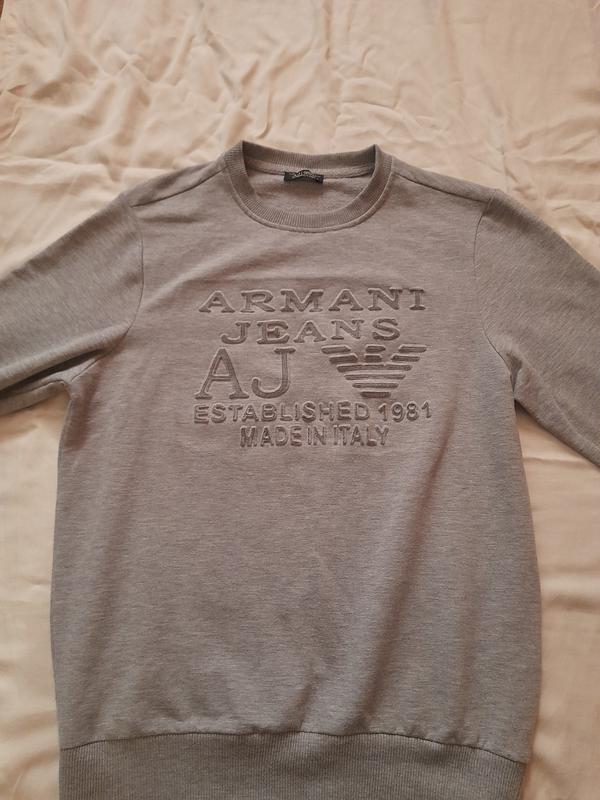 ARMANI
JEANS
AJ
ESTABLISHED 1981
MADE IN ITALY